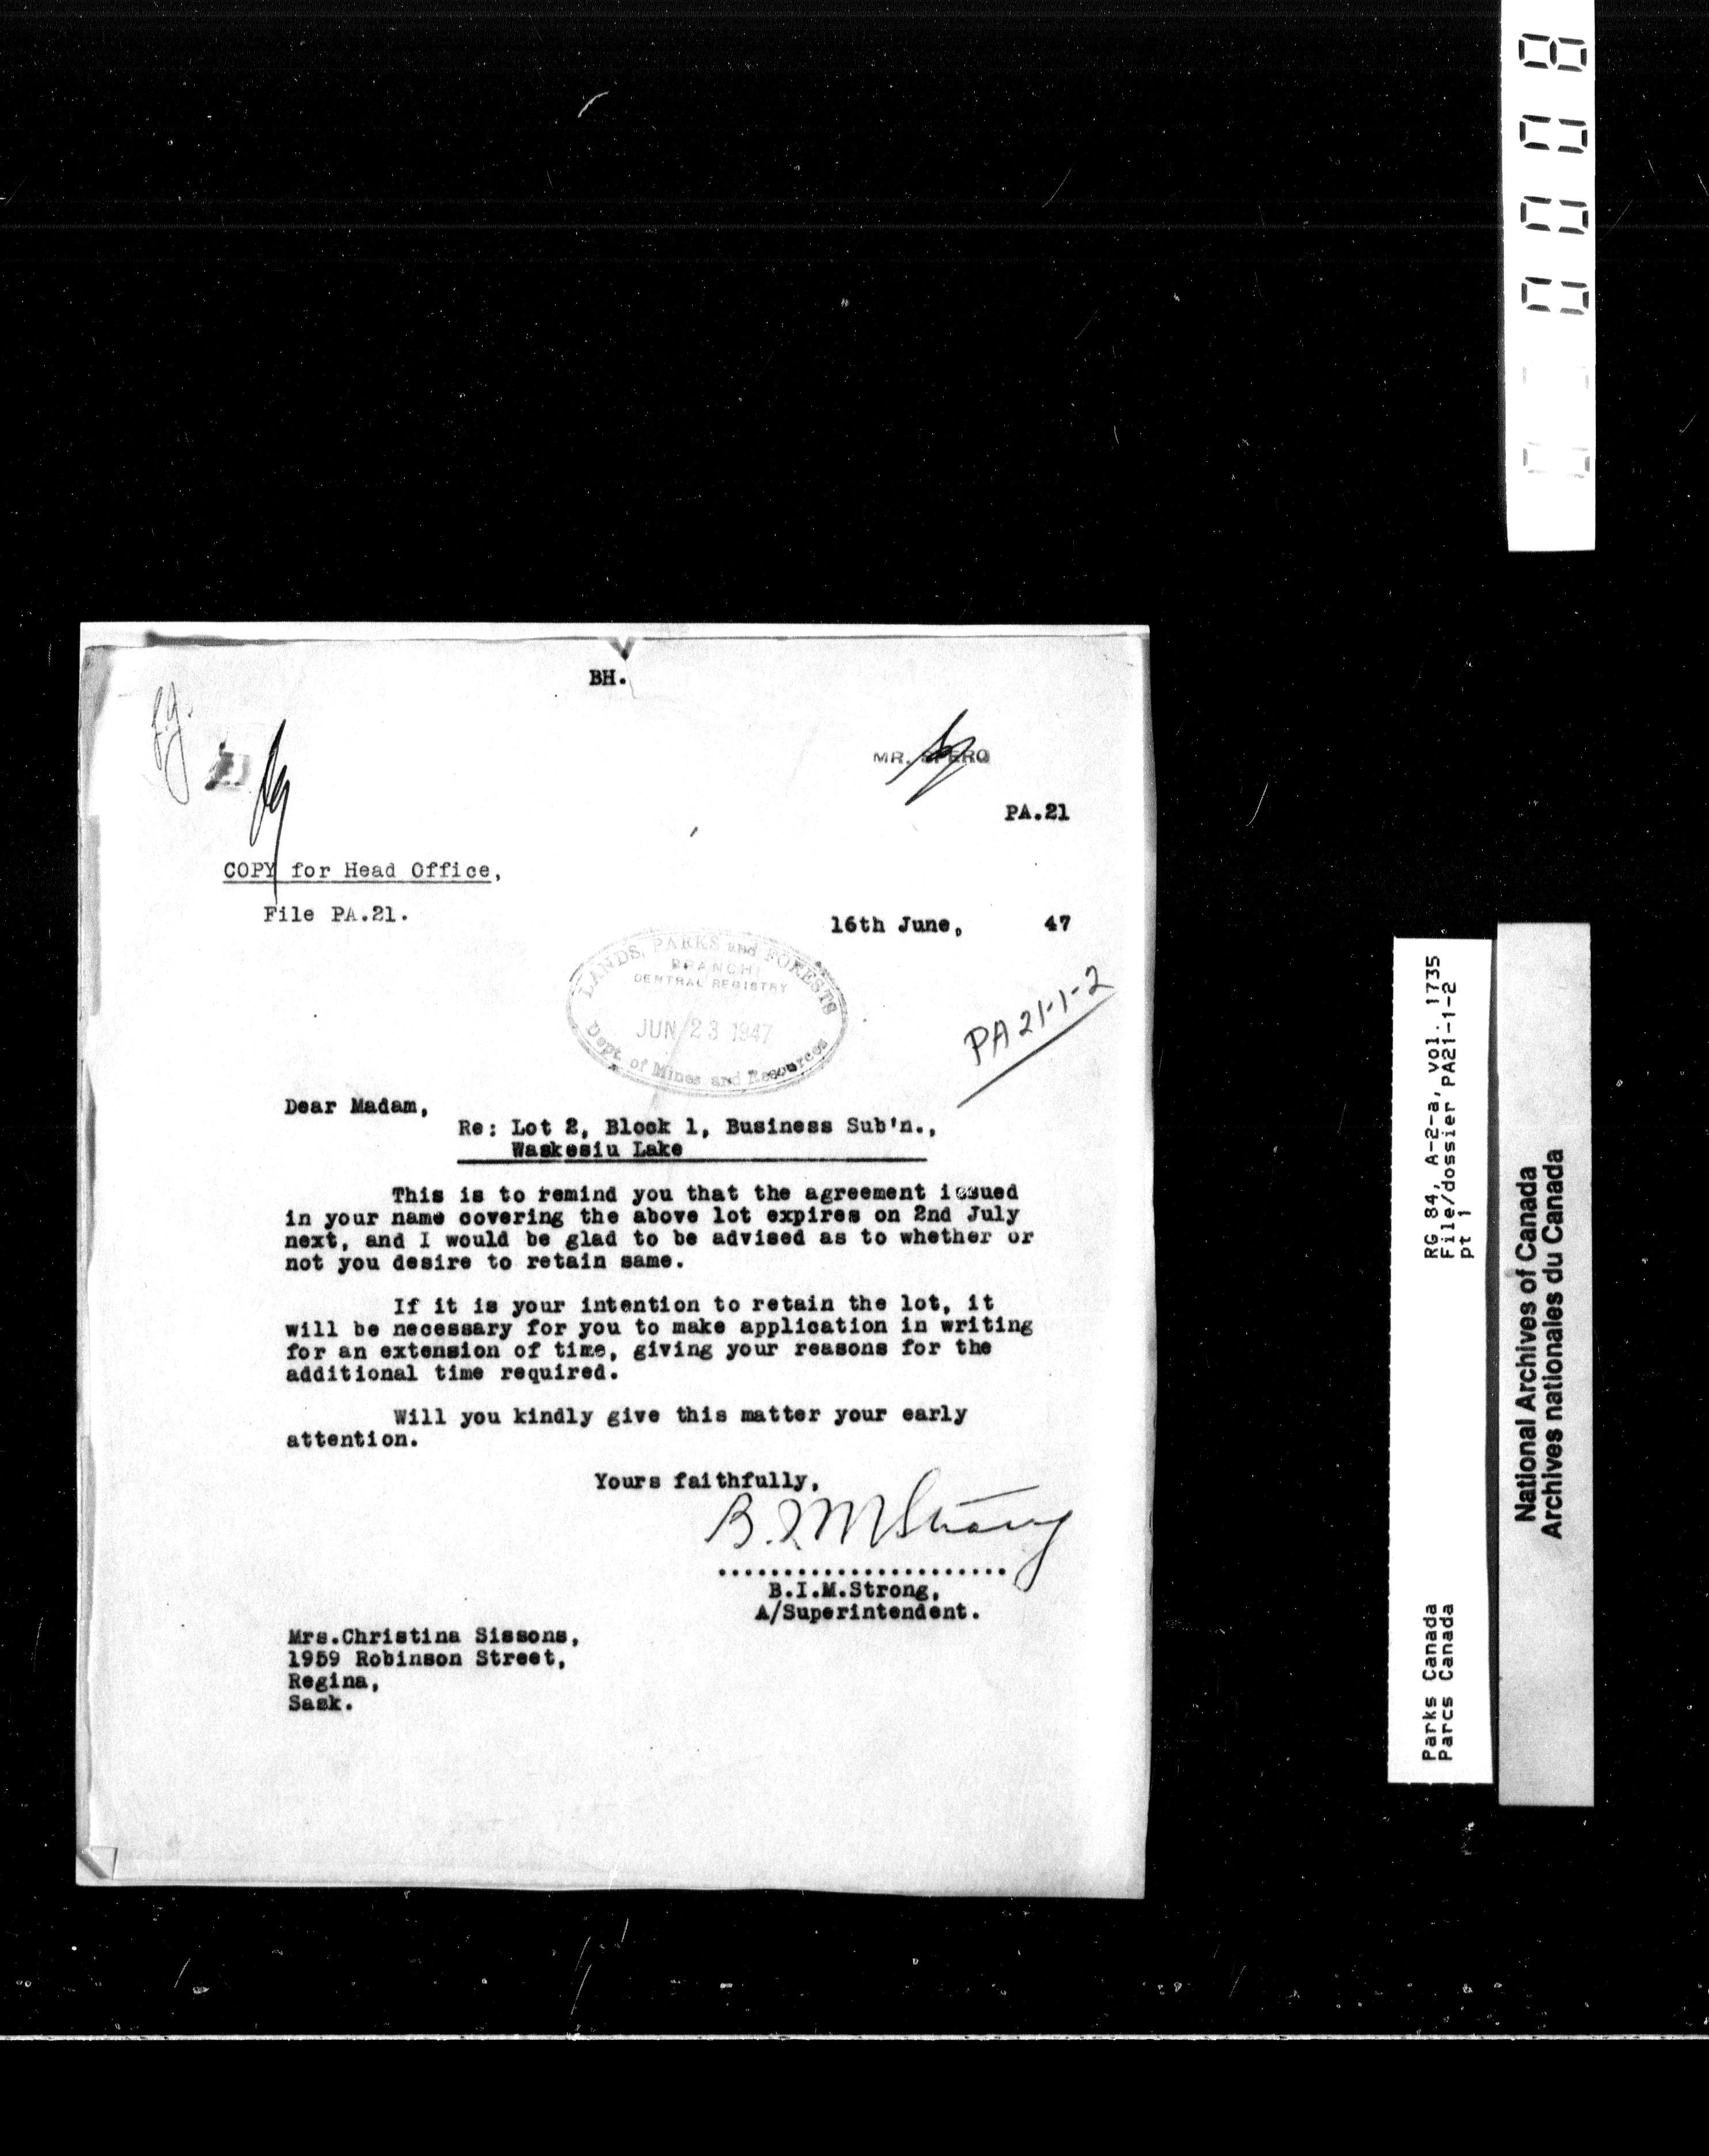 BH.
MR. SPERO
PA.21
COPY for Head Office,
File PA.21.
16th June, 47
LANDS, PARKS and FORESTS
BRANCH
CENTRAL REGISTRY
JUN 23 1947
Dept. of Mines and Resources
PA 21-1-2
Dear Madam,
Re: Lot 2, Block 1, Business Sub'n.,
Waskesiu Lake
This is to remind you that the agreement issued
in your name covering the above lot expires on 2nd July
next, and I would be glad to be advised as to whether or
not you desire to retain same.
If it is your intention to retain the lot, it
will be necessary for you to make application in writing
for an extension of time, giving your reasons for the
additional time required.
Will you kindly give this matter your early
attention.
Yours faithfully,
B.I.M Strong
......................
B.I.M.Strong,
A/Superintendent.
Mrs.Christina Sissons,
1959 Robinson Street,
Regina,
Sask.
Parks Canada RG 84, A-2-a, vol. 1735
Parcs Canada File/dossier PA21-1-2
pt 1
National Archives of Canada
Archives nationales du Canada